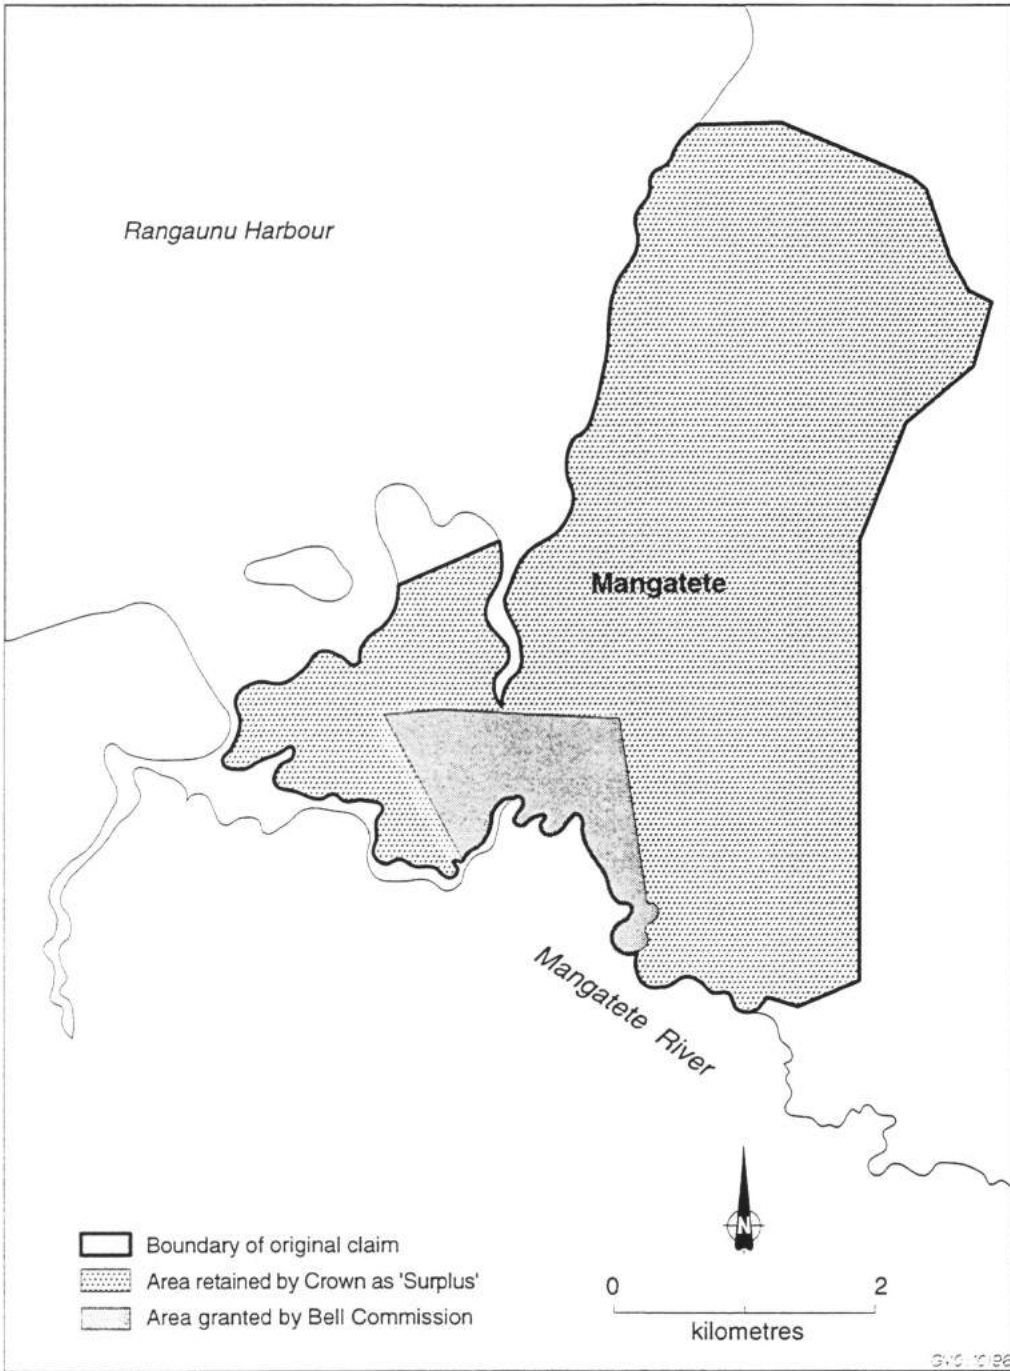 Rangaunu Harbour
Mangatete
Mangatete River
N
Boundary of original claim
Area retained by Crown as 'Surplus'
Area granted by Bell Commission
0 2
kilometres